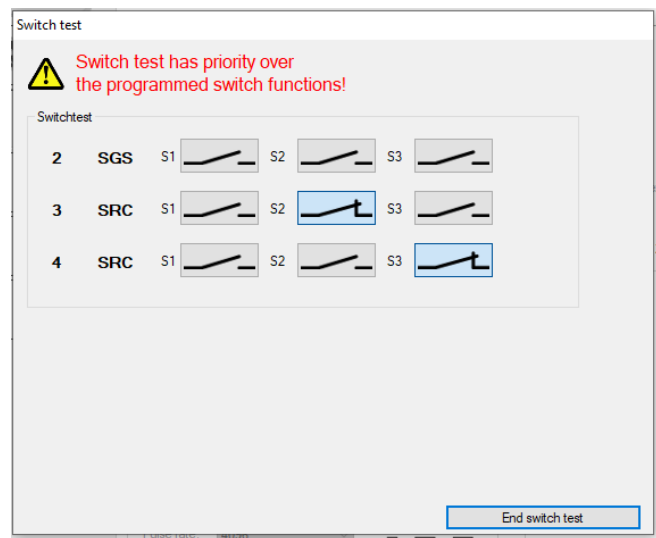 Switch test
Switch test has priority over
the programmed switch functions!
Switchtest
2 SGS S1 S2 S3
3 SRC S1 S2 S3
4 SRC S1 S2 S3
End switch test